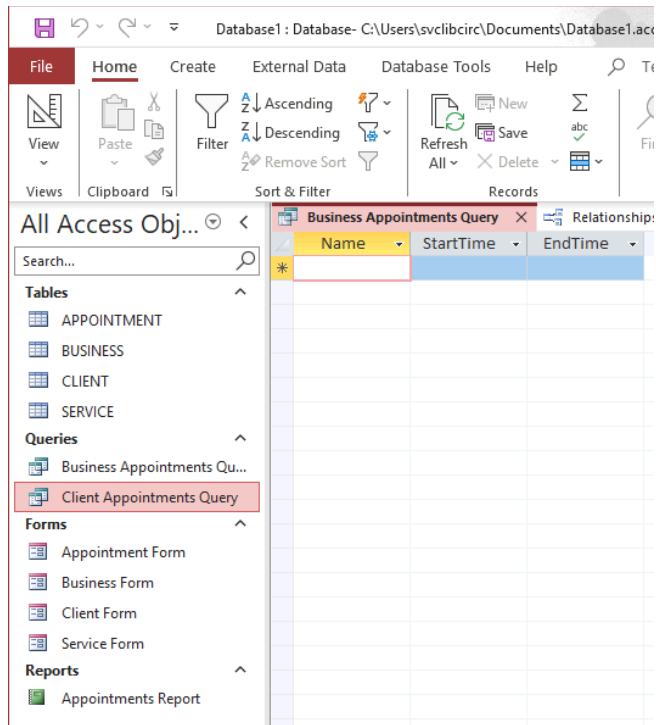 Database1 : Database- C:\Users\svclibcirc\Documents\Database1.acc
File Home Create External Data Database Tools Help
View
Views
Paste
Clipboard
Filter
Ascending
Descending
Remove Sort
Sort & Filter
Refresh
All
New
Save
Delete
Records
All Access Obj...
Search...
Tables
APPOINTMENT
BUSINESS
CLIENT
SERVICE
Queries
Business Appointments Qu...
Client Appointments Query
Forms
Appointment Form
Business Form
Client Form
Service Form
Reports
Appointments Report
Business Appointments Query Relationships
Name StartTime EndTime